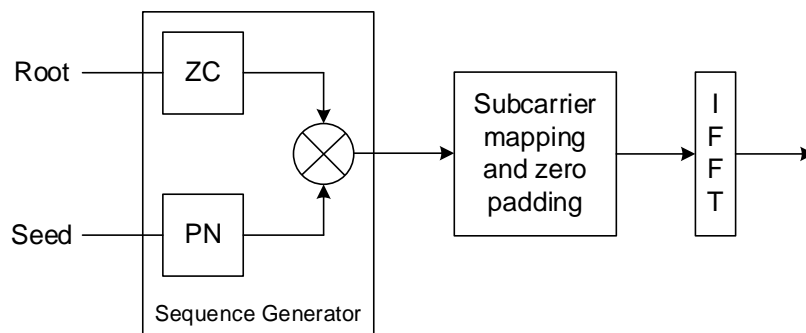 Root
ZC
Seed
PN
Sequence Generator
Subcarrier
mapping
and zero
padding
I
F
F
T